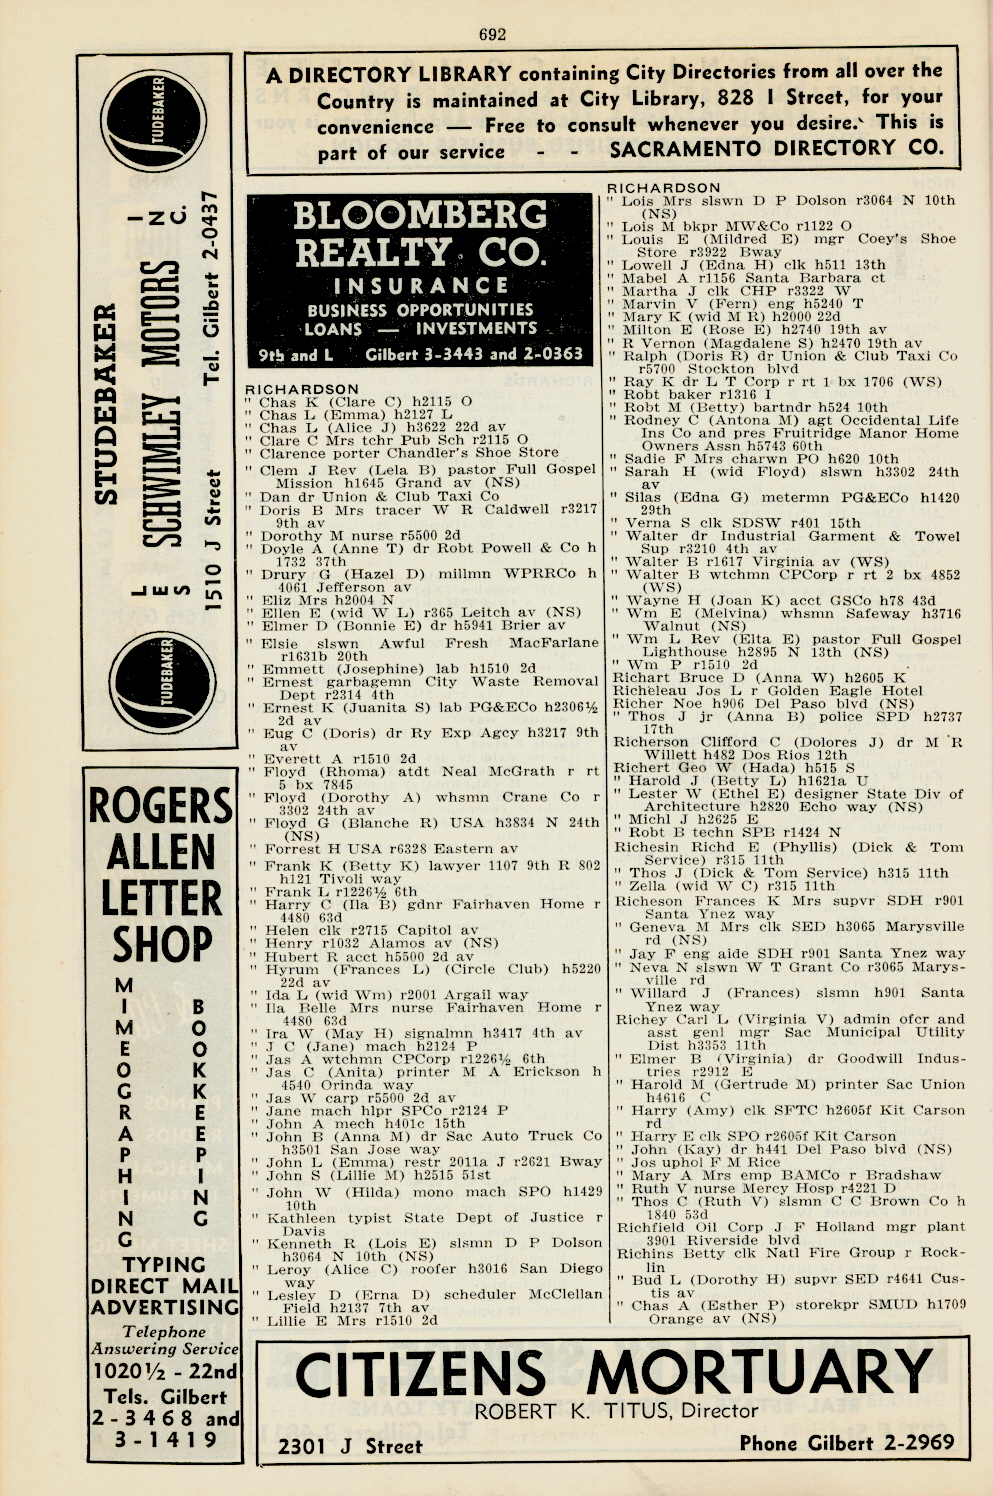 692
A DIRECTORY LIBRARY containing City Directories from all over the
Country is maintained at City Library, 828 I Street, for your
convenience — Free to consult whenever you desire.` This is
part of our service - - SACRAMENTO DIRECTORY CO.
STUDEBAKER
STUDEBAKER
LES SCHWIMLEY MOTORS INC.
1510 J Street Tel. Gilbert 2-0437
STUDEBAKER
ROGERS
ALLEN
LETTER
SHOP
MIMEOGRAPHING
BOOKKEEPING
TYPING
DIRECT MAIL
ADVERTISING
Telephone
Answering Service
1020½ - 22nd
Tels. Gilbert
2-3468 and
3-1419
BLOOMBERG
REALTY CO.
INSURANCE
BUSINESS OPPORTUNITIES
LOANS — INVESTMENTS
9th and L Gilbert 3-3443 and 2-0363
RICHARDSON
" Chas K (Clare C) h2115 O
" Chas L (Emma) h2127 L
" Chas L (Alice J) h3622 22d av
" Clare C Mrs tchr Pub Sch r2115 O
" Clarence porter Chandler's Shoe Store
" Clem J Rev (Lela B) pastor Full Gospel
Mission h1645 Grand av (NS)
" Dan dr Union & Club Taxi Co
" Doris B Mrs tracer W R Caldwell r3217
9th av
" Dorothy M nurse r5500 2d
" Doyle A (Anne T) dr Robt Powell & Co h
1732 37th
" Drury G (Hazel D) millmn WPRRCo h
4061 Jefferson av
" Eliz Mrs h2004 N
" Ellen E (wid W L) r365 Leitch av (NS)
" Elmer D (Bonnie E) dr h5941 Brier av
" Elsie slswn Awful Fresh MacFarlane
r1631b 20th
" Emmett (Josephine) lab h1510 2d
" Ernest garbagemn City Waste Removal
Dept r2314 4th
" Ernest K (Juanita S) lab PG&ECo h2306½
2d av
" Eug C (Doris) dr Ry Exp Agcy h3217 9th
av
" Everett A r1510 2d
" Floyd (Rhoma) atdt Neal McGrath r rt
5 bx 7845
" Floyd (Dorothy A) whsmn Crane Co r
3302 24th av
" Floyd G (Blanche R) USA h3834 N 24th
(NS)
" Forrest H USA r6328 Eastern av
" Frank K (Betty K) lawyer 1107 9th R 802
h121 Tivoli way
" Frank L r1226½ 6th
" Harry C (Ila B) gdnr Fairhaven Home r
4480 63d
" Helen clk r2715 Capitol av
" Henry r1032 Alamos av (NS)
" Hubert R acct h5500 2d av
" Hyrum (Frances L) (Circle Club) h5220
22d av
" Ida L (wid Wm) r2001 Argail way
" Ila Belle Mrs nurse Fairhaven Home r
4480 63d
" Ira W (May H) signalmn h3417 4th av
" J C (Jane) mach h2124 P
" Jas A wtchmn CPCorp r1226½ 6th
" Jas C (Anita) printer M A Erickson h
4540 Orinda way
" Jas W carp r5500 2d av
" Jane mach hlpr SPCo r2124 P
" John A mech h401c 15th
" John B (Anna M) dr Sac Auto Truck Co
h3501 San Jose way
" John L (Emma) restr 2011a J r2621 Bway
" John S (Lillie M) h2515 51st
" John W (Hilda) mono mach SPO h1429
10th
" Kathleen typist State Dept of Justice r
Davis
" Kenneth R (Lois E) slsmn D P Dolson
h3064 N 10th (NS)
" Leroy (Alice C) roofer h3016 San Diego
way
" Lesley D (Erna D) scheduler McClellan
Field h2137 7th av
" Lillie E Mrs r1510 2d
RICHARDSON
" Lois Mrs slswn D P Dolson r3064 N 10th
(NS)
" Lois M bkpr MW&Co r1122 O
" Louis E (Mildred E) mgr Coey's Shoe
Store r3922 Bway
" Lowell J (Edna H) clk h511 13th
" Mabel A r1156 Santa Barbara ct
" Martha J clk CHP r3322 W
" Marvin V (Fern) eng h5240 T
" Mary K (wid M R) h2000 22d
" Milton E (Rose E) h2740 19th av
" R Vernon (Magdalene S) h2470 19th av
" Ralph (Doris R) dr Union & Club Taxi Co
r5700 Stockton blvd
" Ray K dr L T Corp r rt 1 bx 1706 (WS)
" Robt baker r1316 I
" Robt M (Betty) bartndr h524 10th
" Rodney C (Antona M) agt Occidental Life
Ins Co and pres Fruitridge Manor Home
Owners Assn h5743 60th
" Sadie F Mrs charwn PO h620 10th
" Sarah H (wid Floyd) slswn h3302 24th
av
" Silas (Edna G) metermn PG&ECo h1420
29th
" Verna S clk SDSW r401 15th
" Walter dr Industrial Garment & Towel
Sup r3210 4th av
" Walter B r1617 Virginia av (WS)
" Walter B wtchmn CPCorp r rt 2 bx 4852
(WS)
" Wayne H (Joan K) acct GSCo h78 43d
" Wm E (Melvina) whsmn Safeway h3716
Walnut (NS)
" Wm L Rev (Elta E) pastor Full Gospel
Lighthouse h2895 N 13th (NS)
" Wm P r1510 2d
Richart Bruce D (Anna W) h2605 K
Richeleau Jos L r Golden Eagle Hotel
Richer Noe h906 Del Paso blvd (NS)
" Thos J jr (Anna B) police SPD h2737
17th
Richerson Clifford C (Dolores J) dr M R
Willett h482 Dos Rios 12th
Richert Geo W (Hada) h515 S
" Harold J (Betty L) h1621a U
" Lester W (Ethel E) designer State Div of
Architecture h2820 Echo way (NS)
" Michl J h2625 E
" Robt B techn SPB r1424 N
Richesin Richd E (Phyllis) (Dick & Tom
Service) r315 11th
" Thos J (Dick & Tom Service) h315 11th
" Zella (wid W C) r315 11th
Richeson Frances K Mrs supvr SDH r901
Santa Ynez way
" Geneva M Mrs clk SED h3065 Marysville
rd (NS)
" Jay F eng aide SDH r901 Santa Ynez way
" Neva N slswn W T Grant Co r3065 Marys-
ville rd
" Willard J (Frances) slsmn h901 Santa
Ynez way
Richey Carl L (Virginia V) admin ofcr and
asst genl mgr Sac Municipal Utility
Dist h3353 11th
" Elmer B (Virginia) dr Goodwill Indus-
tries r2912 E
" Harold M (Gertrude M) printer Sac Union
h4616 C
" Harry (Amy) clk SFTC h2605f Kit Carson
rd
" Harry E clk SPO r2605f Kit Carson
" John (Kay) dr h441 Del Paso blvd (NS)
" Jos uphol F M Rice
" Mary A Mrs emp BAMCo r Bradshaw
" Ruth V nurse Mercy Hosp r4221 D
" Thos C (Ruth V) slsmn C C Brown Co h
1840 53d
Richfield Oil Corp J F Holland mgr plant
3901 Riverside blvd
Richins Betty clk Natl Fire Group r Rock-
lin
" Bud L (Dorothy H) supvr SED r4641 Cus-
tis av
" Chas A (Esther P) storekpr SMUD h1709
Orange av (NS)
CITIZENS MORTUARY
ROBERT K. TITUS, Director
2301 J Street Phone Gilbert 2-2969